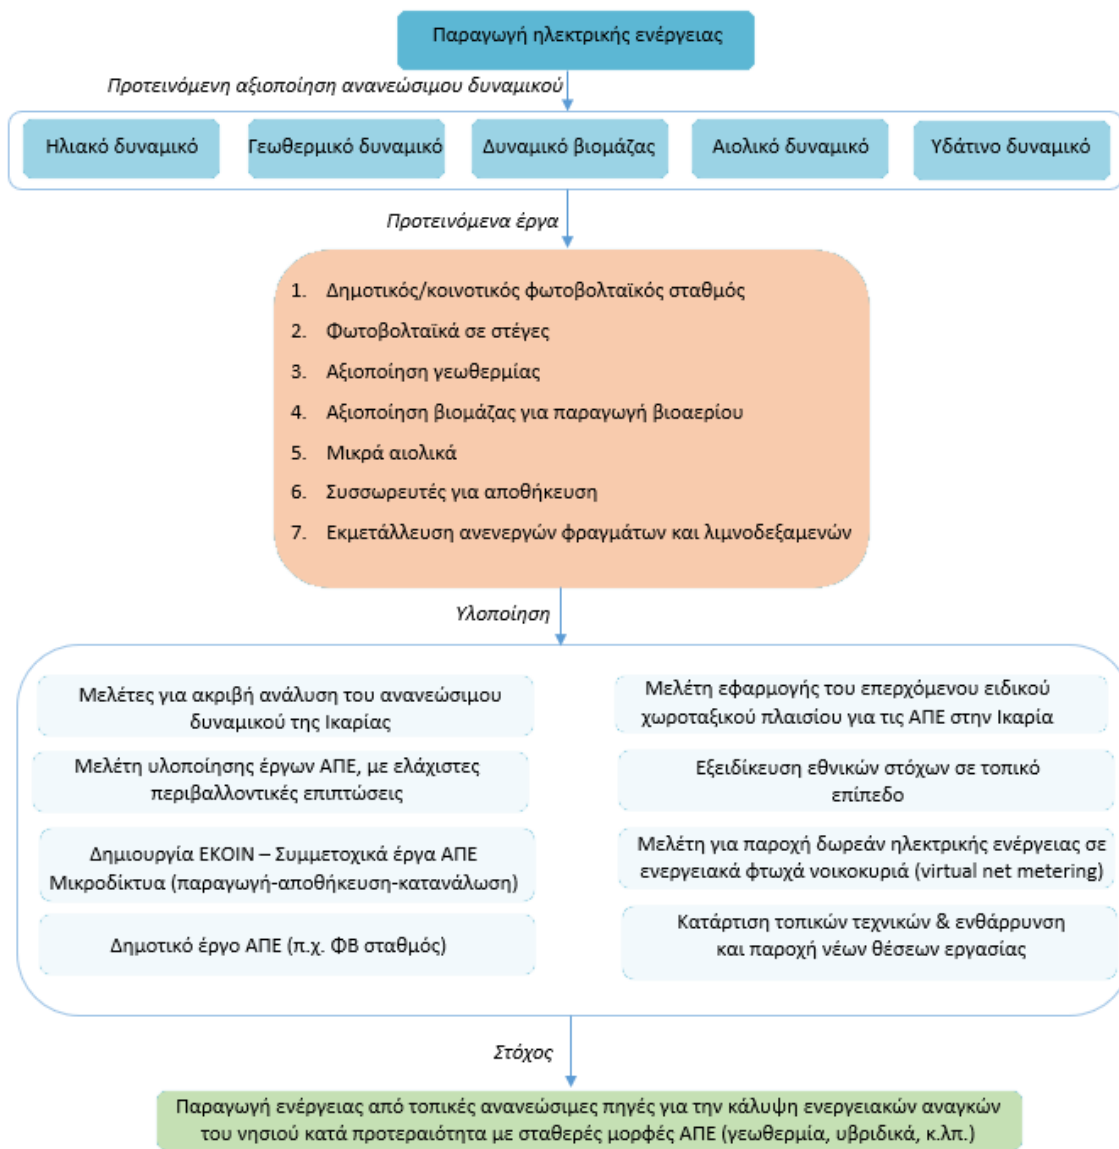 Παραγωγή ηλεκτρικής ενέργειας
Προτεινόμενη αξιοποίηση ανανεώσιμου δυναμικού
Ηλιακό δυναμικό
Γεωθερμικό δυναμικό
Δυναμικό βιομάζας
Αιολικό δυναμικό
Υδάτινο δυναμικό
Προτεινόμενα έργα
1. Δημοτικός/κοινοτικός φωτοβολταϊκός σταθμός
2. Φωτοβολταϊκά σε στέγες
3. Αξιοποίηση γεωθερμίας
4. Αξιοποίηση βιομάζας για παραγωγή βιοαερίου
5. Μικρά αιολικά
6. Συσσωρευτές για αποθήκευση
7. Εκμετάλλευση ανενεργών φραγμάτων και λιμνοδεξαμενών
Υλοποίηση
Μελέτες για ακριβή ανάλυση του ανανεώσιμου
δυναμικού της Ικαρίας
Μελέτη υλοποίησης έργων ΑΠΕ, με ελάχιστες
περιβαλλοντικές επιπτώσεις
Δημιουργία ΕΚΟΙΝ – Συμμετοχικά έργα ΑΠΕ
Μικροδίκτυα (παραγωγή-αποθήκευση-κατανάλωση)
Δημοτικό έργο ΑΠΕ (π.χ. ΦΒ σταθμός)
Μελέτη εφαρμογής του επερχόμενου ειδικού
χωροταξικού πλαισίου για τις ΑΠΕ στην Ικαρία
Εξειδίκευση εθνικών στόχων σε τοπικό
επίπεδο
Μελέτη για παροχή δωρεάν ηλεκτρικής ενέργειας σε
ενεργειακά φτωχά νοικοκυριά (virtual net metering)
Κατάρτιση τοπικών τεχνικών & ενθάρρυνση
και παροχή νέων θέσεων εργασίας
Στόχος
Παραγωγή ενέργειας από τοπικές ανανεώσιμες πηγές για την κάλυψη ενεργειακών αναγκών
του νησιού κατά προτεραιότητα με σταθερές μορφές ΑΠΕ (γεωθερμία, υβριδικά, κ.λπ.)